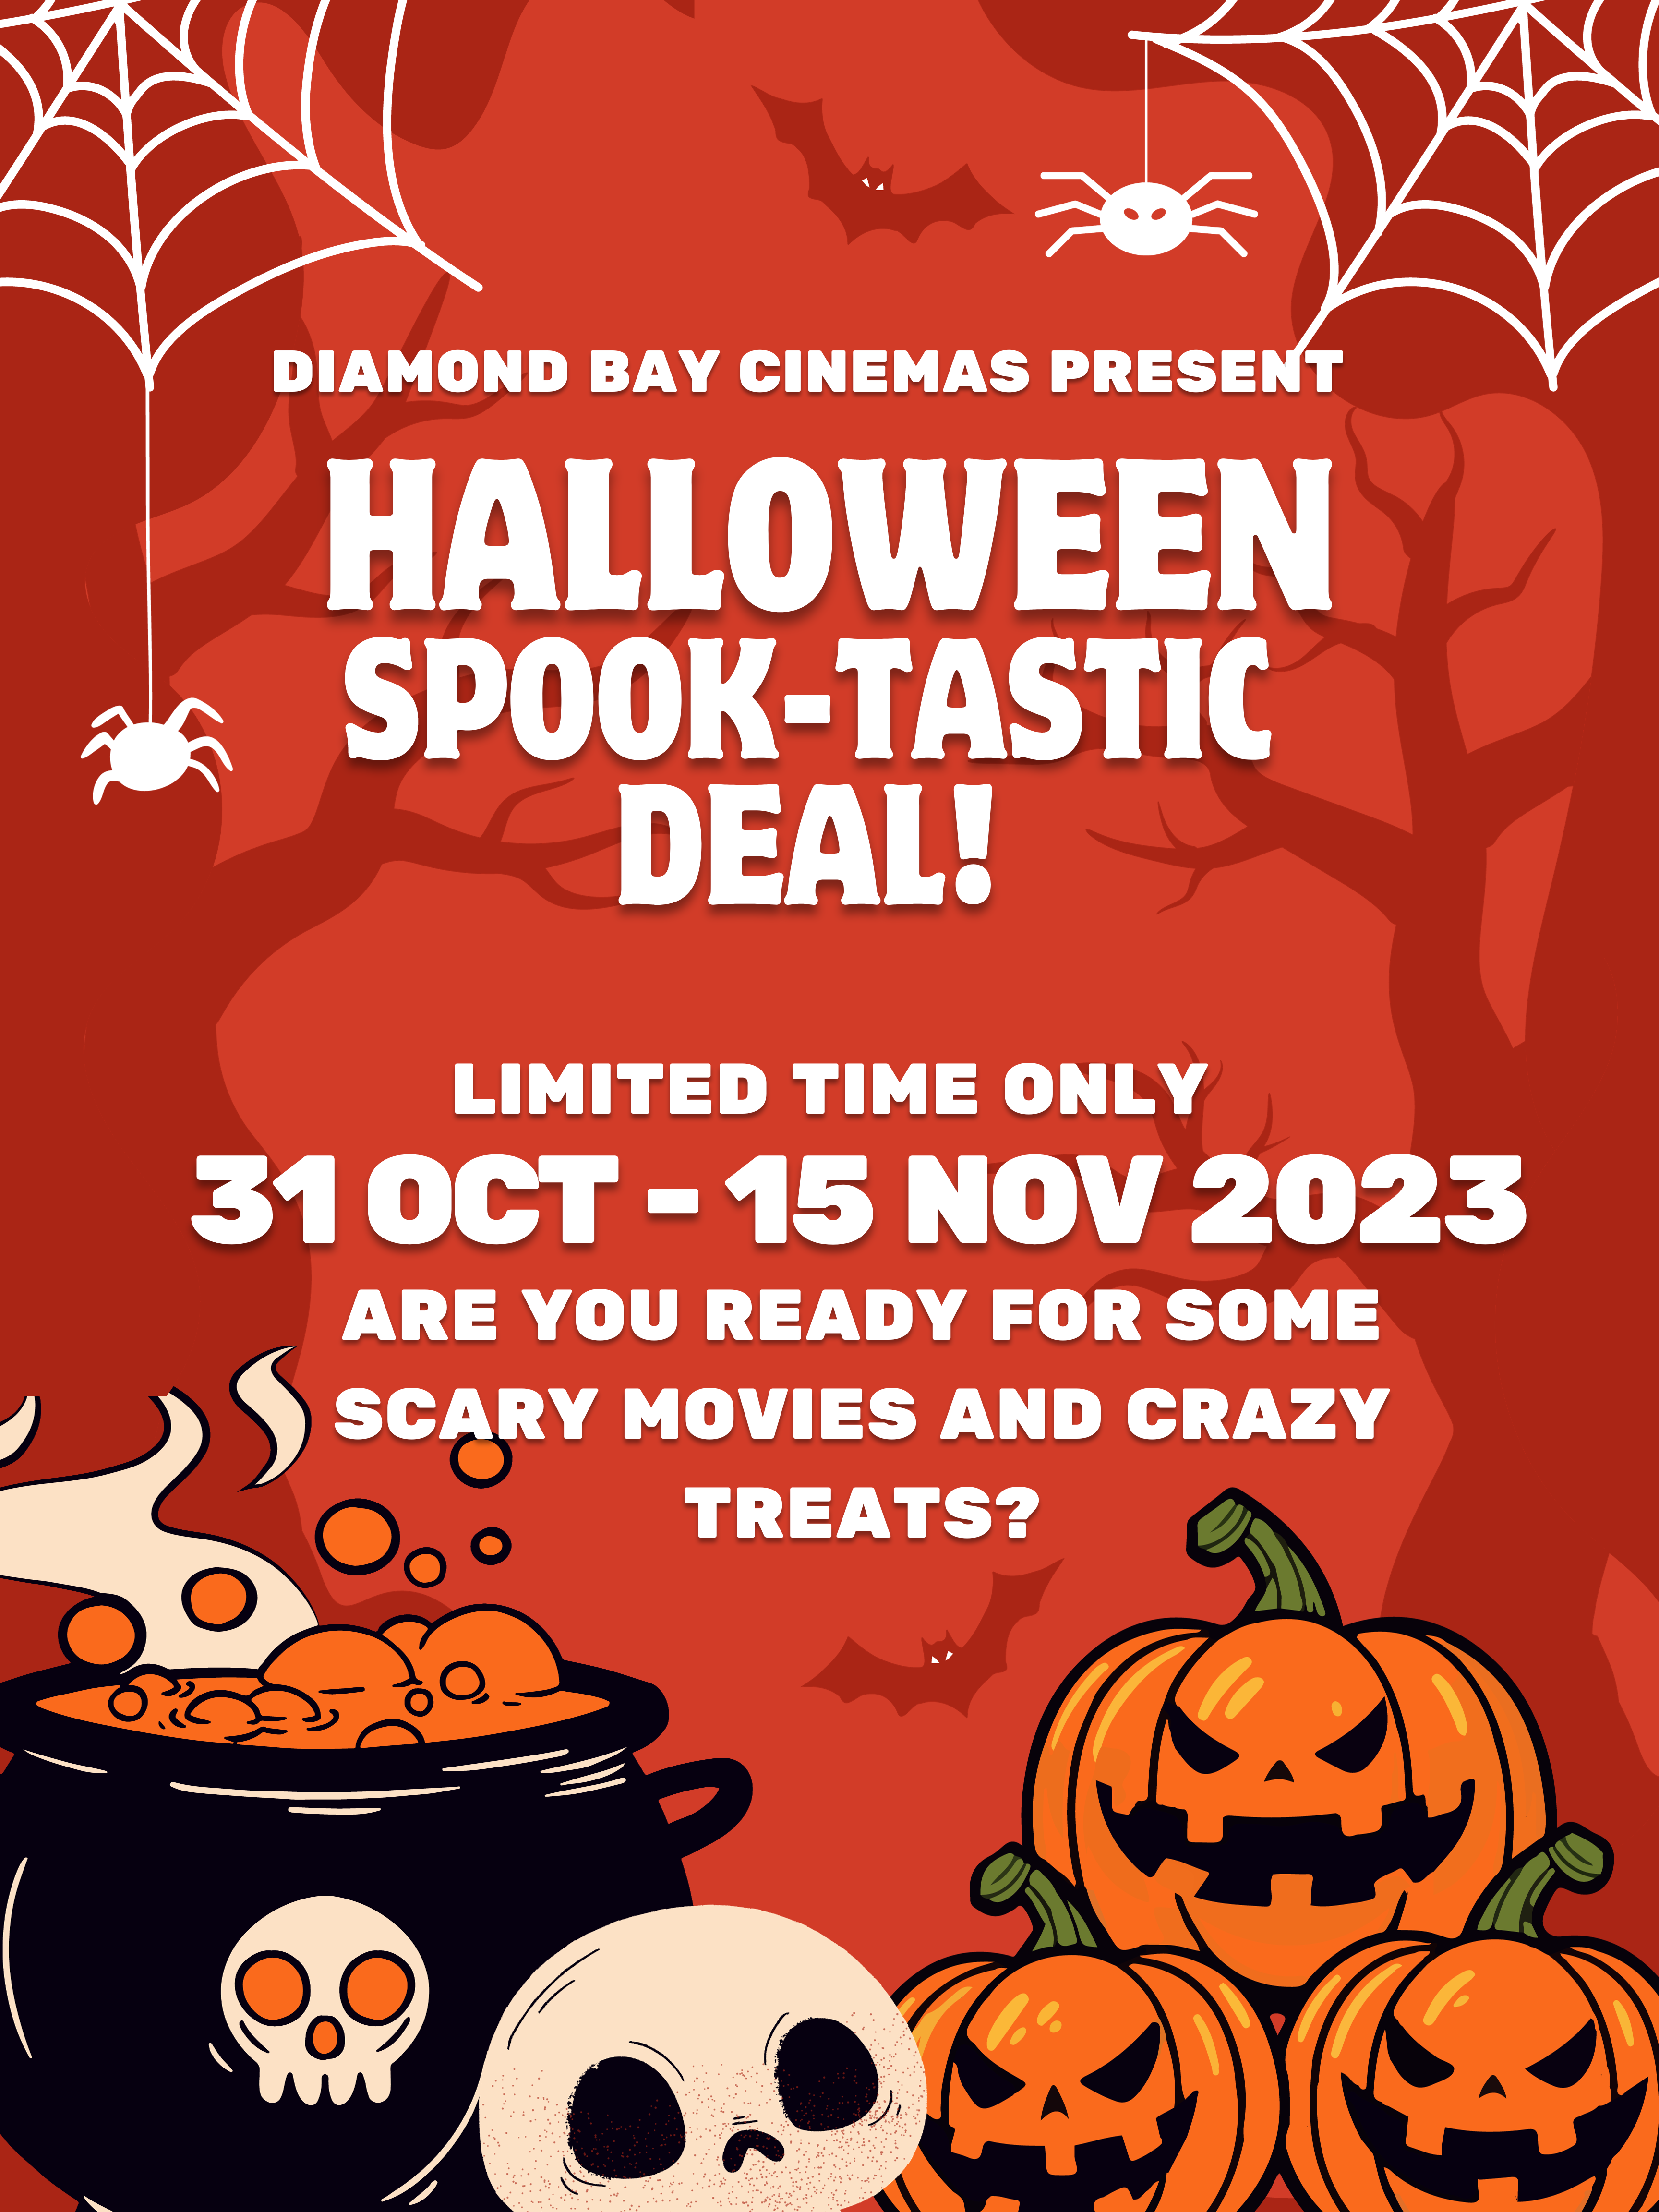 DIAMOND BAY CINEMAS PRESENT
HALLOWEEN
SPOOK-TASTIC
DEAL!
LIMITED TIME ONLY
31 OCT - 15 NOV 2023
ARE YOU READY FOR SOME
SCARY MOVIES AND CRAZY
TREATS?